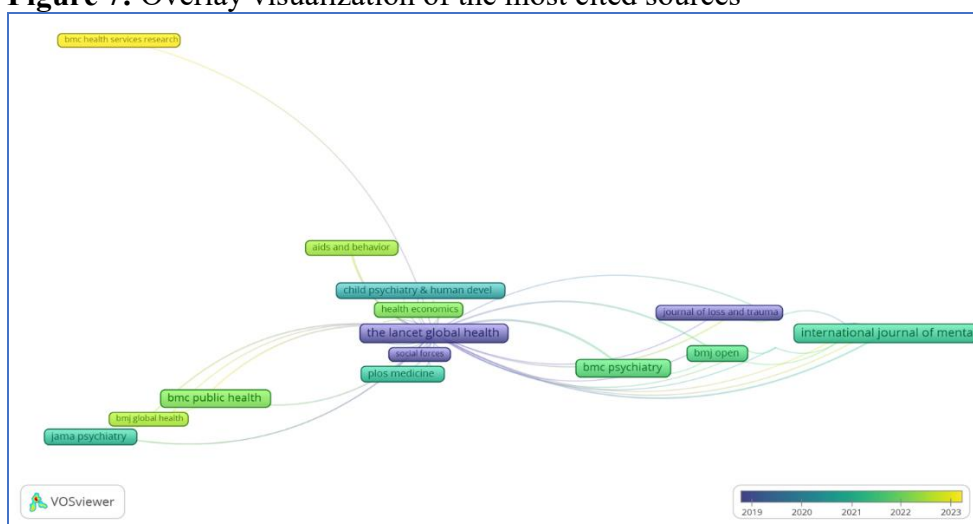 Figure 7. Overlay visualization of the most cited sources
bmc health services research
aids and behavior
child psychiatry & human devel
health economics
journal of loss and trauma
the lancet global health
international journal of menta
social forces
bmj open
plos medicine
bmc psychiatry
bmc public health
bmj global health
jama psychiatry
VOSviewer
2019 2020 2021 2022 2023